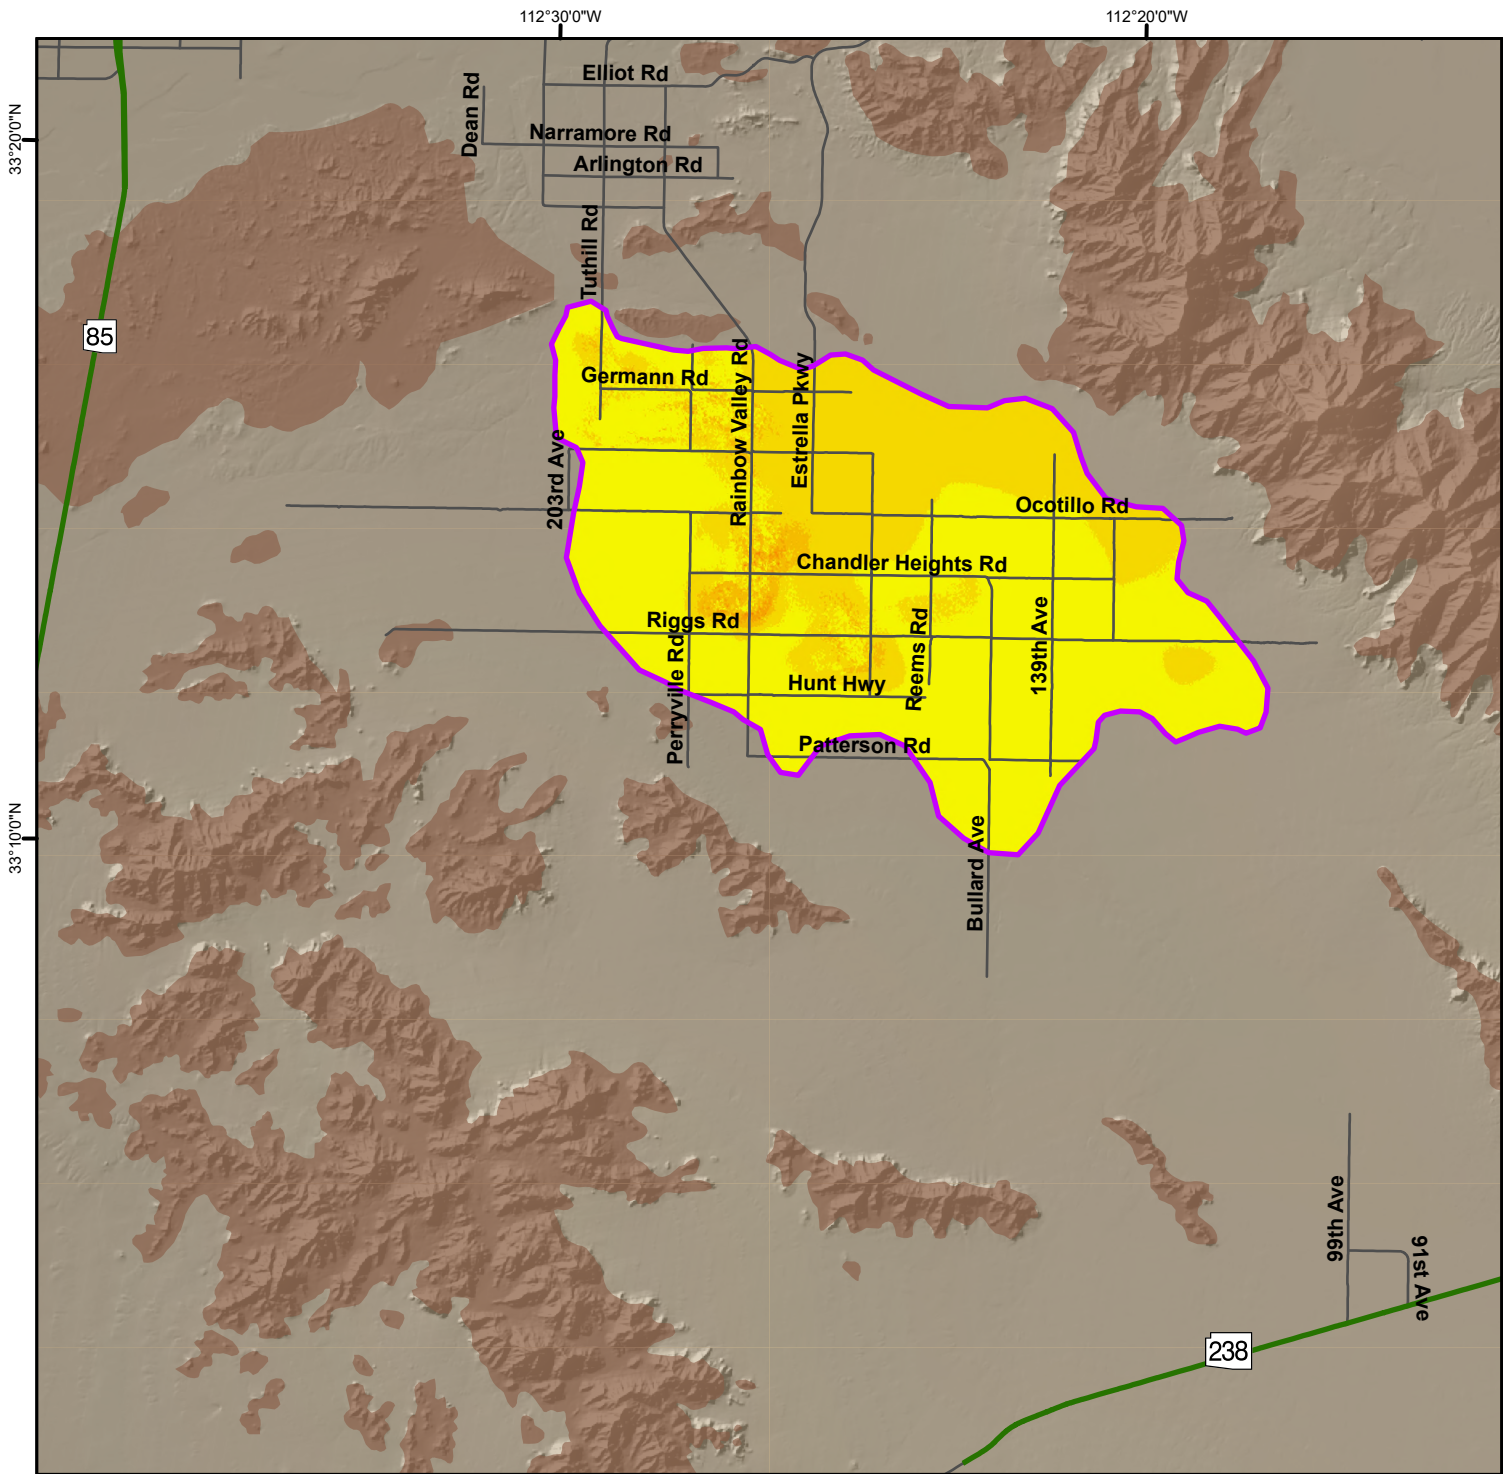 112°30'0"W
112°20'0"W
33°20'0"N
33°10'0"N
Elliot Rd
Dean Rd
Narramore Rd
Arlington Rd
Tuthill Rd
85
Germann Rd
Rainbow Valley Rd
Estrella Pkwy
203rd Ave
Ocotillo Rd
Chandler Heights Rd
Riggs Rd
Perryville Rd
Reems Rd
139th Ave
Hunt Hwy
Patterson Rd
Bullard Ave
99th Ave
91st Ave
238